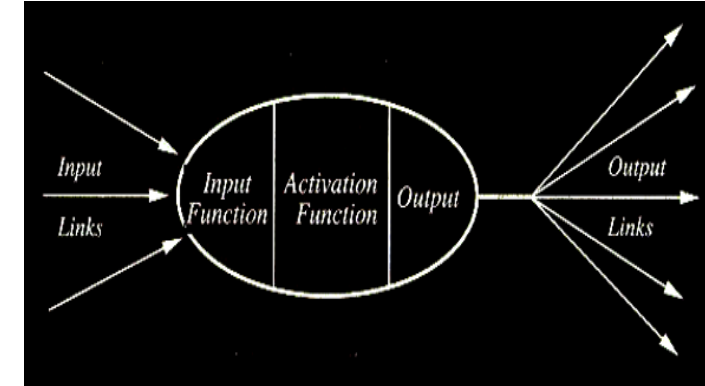 Input
Links
Input
Function
Activation
Function
Output
Output
Links